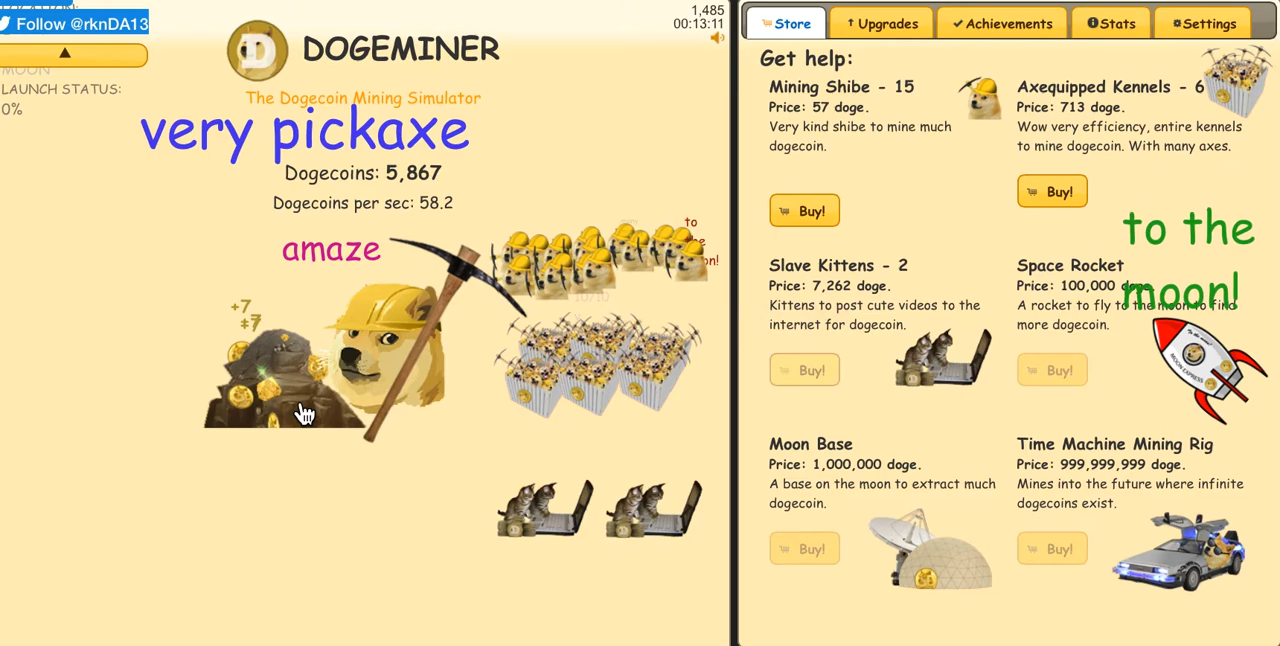 Follow @rknDA13
▲
MOON
LAUNCH STATUS:
0%
1,485
00:13:11
DOGEMINER
The Dogecoin Mining Simulator
very pickaxe
Dogecoins: 5,867
Dogecoins per sec: 58.2
amaze
to
moon!
+7
+7
Store
Upgrades
Achievements
Stats
Settings
Get help:
Mining Shibe - 15
Price: 57 doge.
Very kind shibe to mine much
dogecoin.
Buy!
Axequipped Kennels - 6
Price: 713 doge.
Wow very efficiency, entire kennels
to mine dogecoin. With many axes.
Buy!
Slave Kittens - 2
Price: 7,262 doge.
Kittens to post cute videos to the
internet for dogecoin.
Buy!
Space Rocket
Price: 100,000 doge.
A rocket to fly to the moon to find
more dogecoin.
Buy!
to the
moon!
MOON EXPRESS
Moon Base
Price: 1,000,000 doge.
A base on the moon to extract much
dogecoin.
Buy!
Time Machine Mining Rig
Price: 999,999,999 doge.
Mines into the future where infinite
dogecoins exist.
Buy!